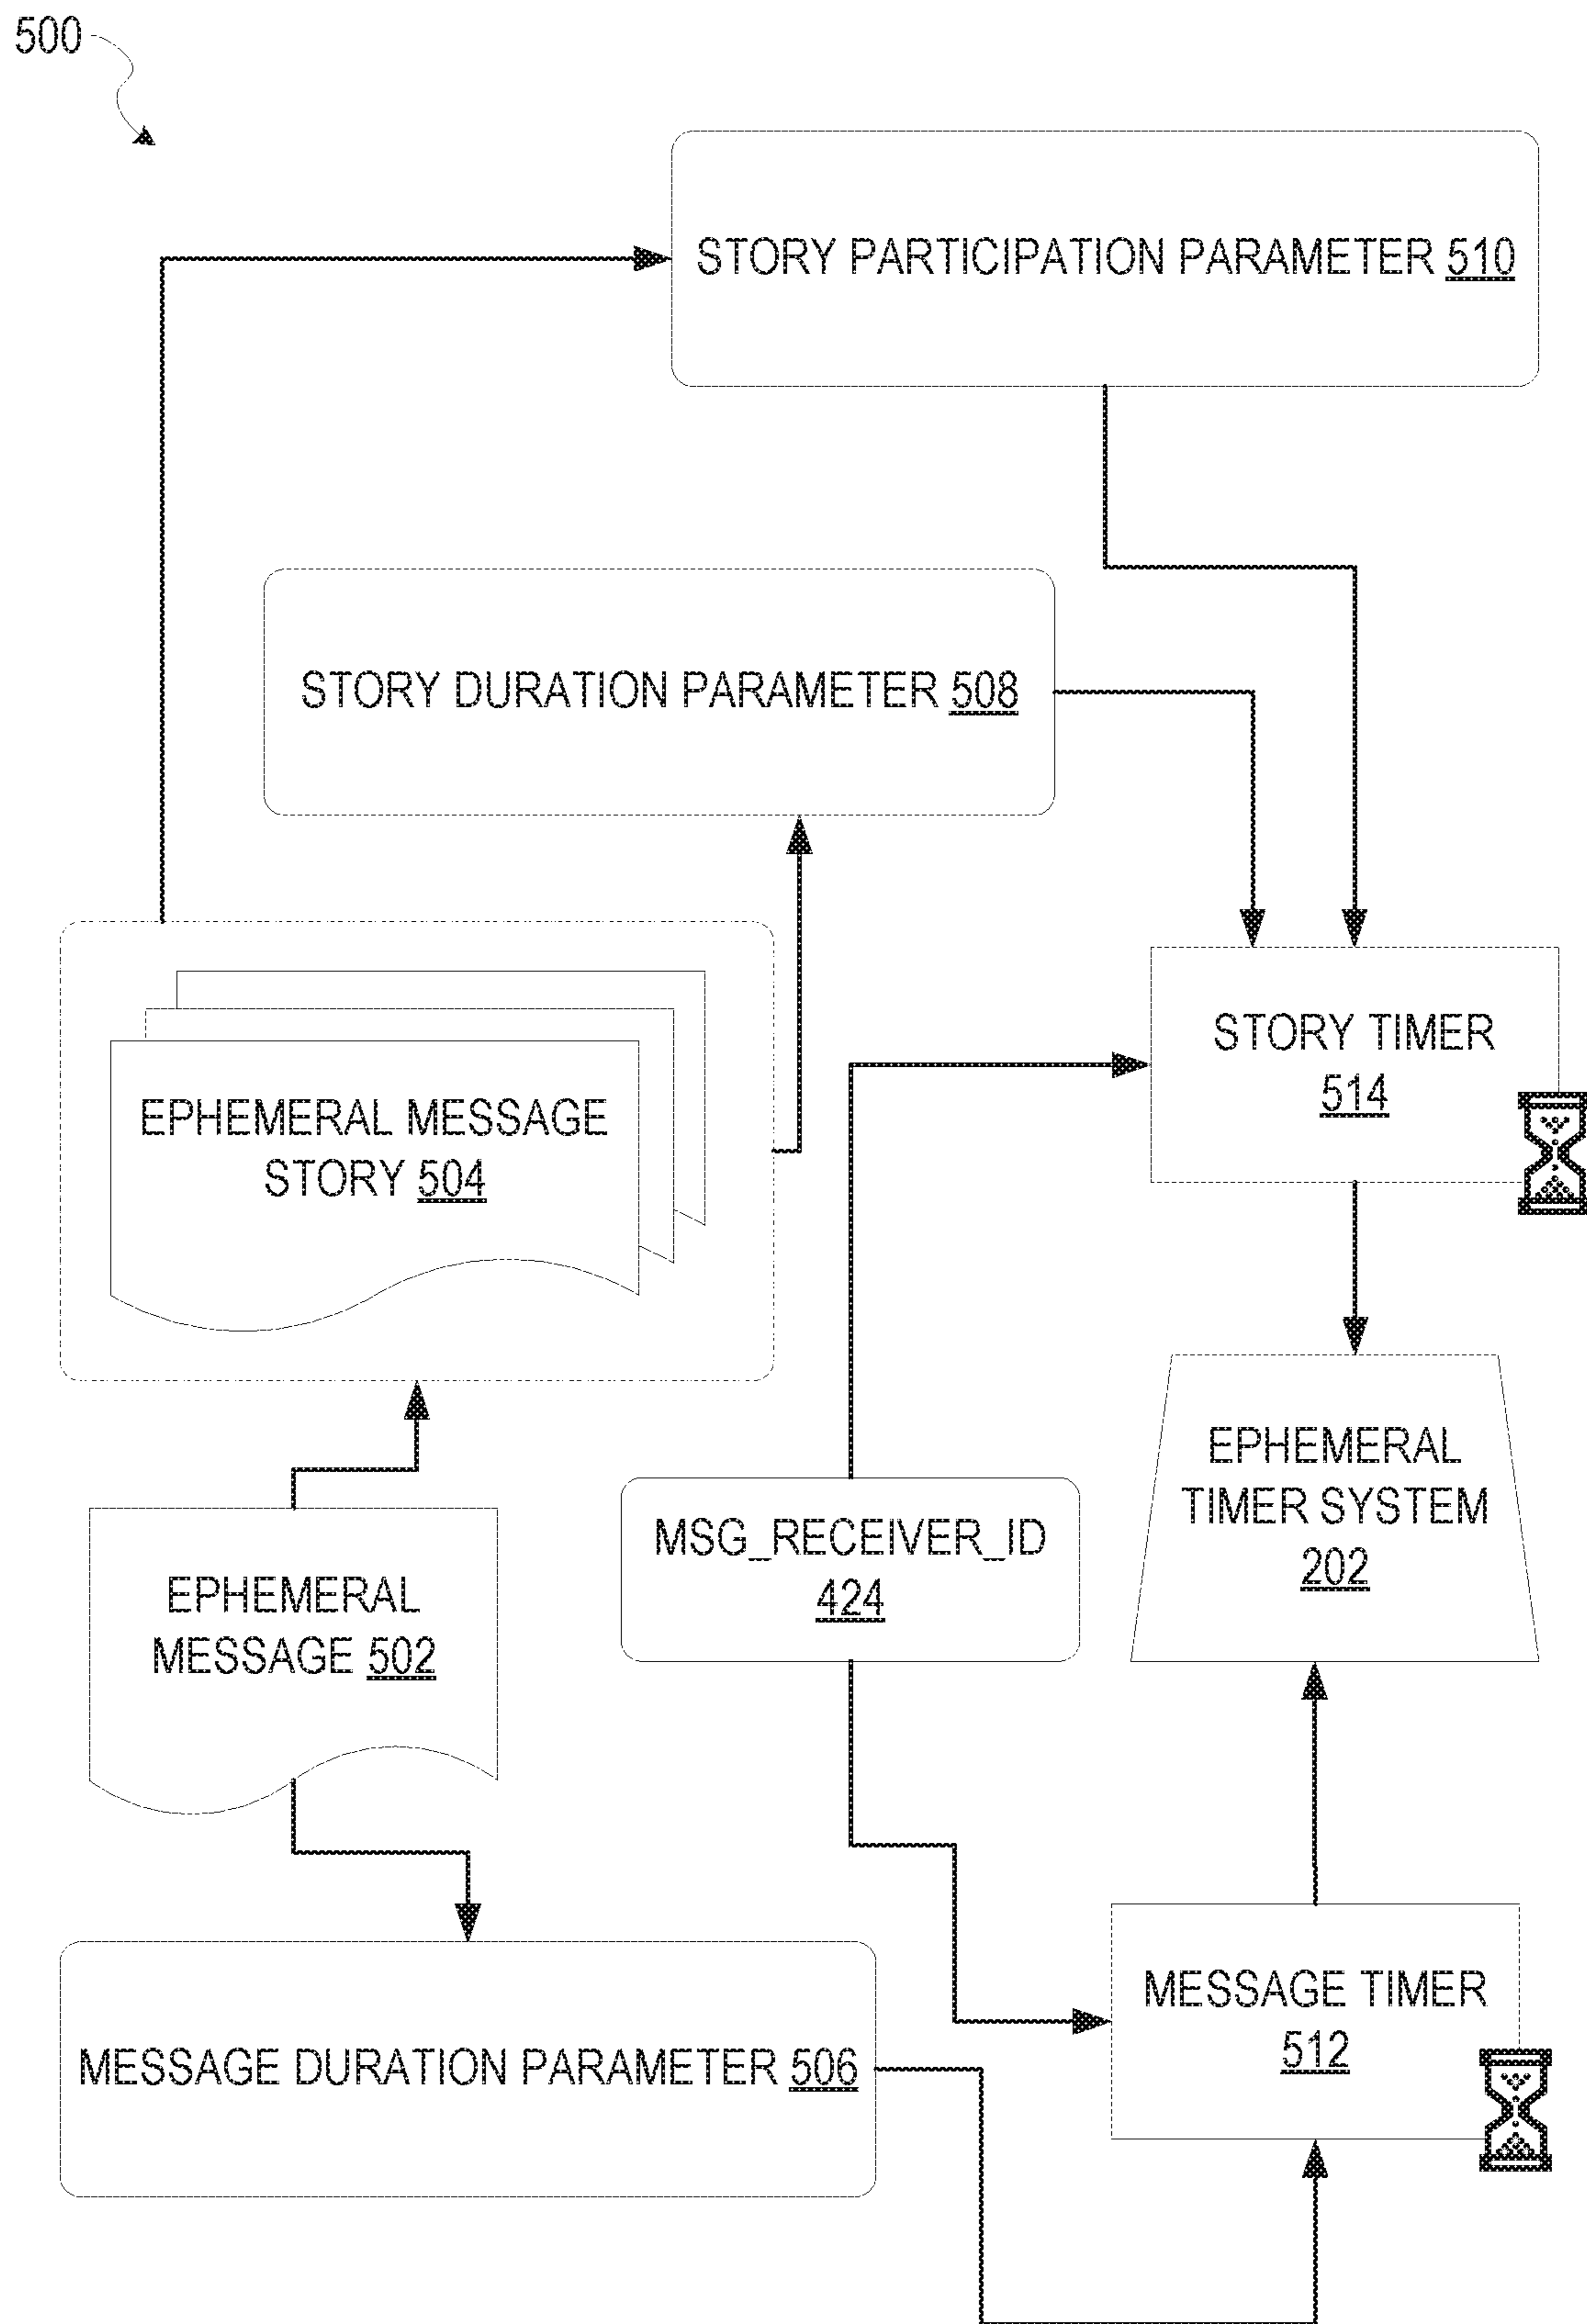 500
STORY PARTICIPATION PARAMETER 510
STORY DURATION PARAMETER 508
STORY TIMER
514
EPHEMERAL MESSAGE
STORY 504
EPHEMERAL
TIMER SYSTEM
202
MSG_RECEIVER_ID
424
EPHEMERAL
MESSAGE 502
MESSAGE TIMER
512
MESSAGE DURATION PARAMETER 506